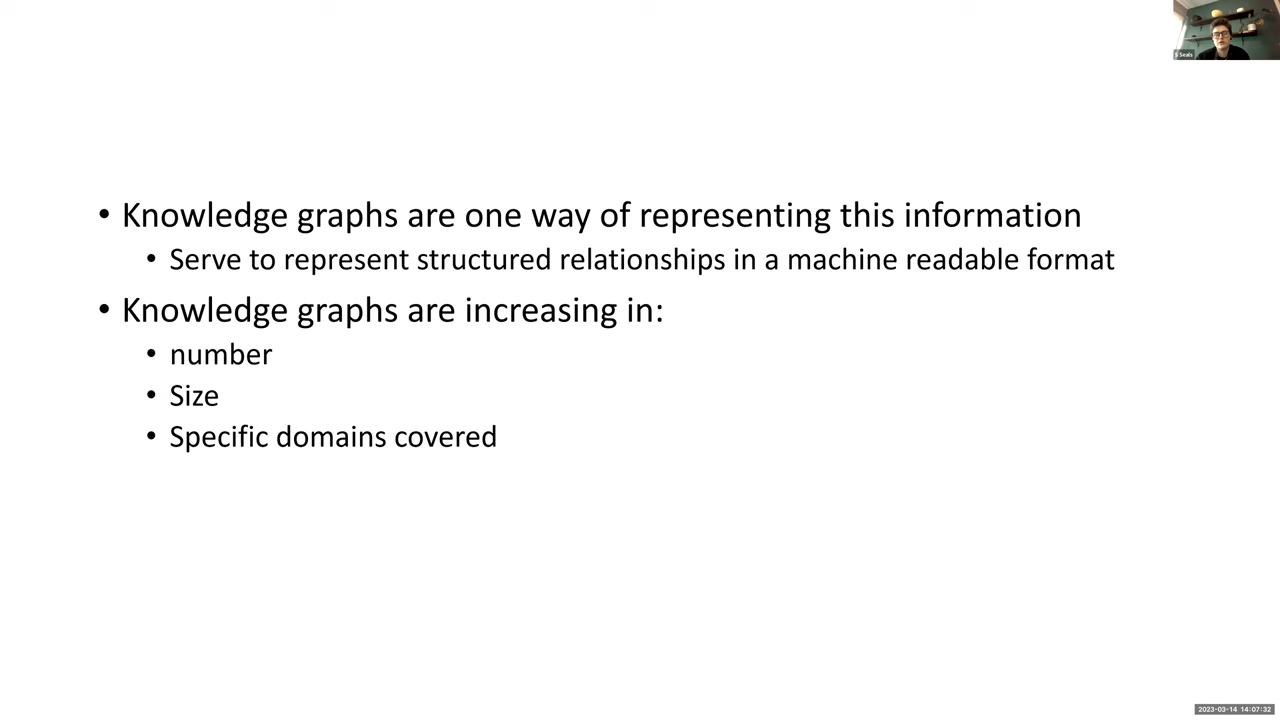 S Seals
• Knowledge graphs are one way of representing this information
• Serve to represent structured relationships in a machine readable format
• Knowledge graphs are increasing in:
• number
• Size
• Specific domains covered
2023-03-14 14:07:32